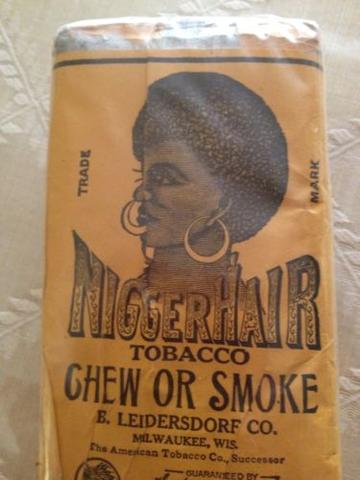 TRADE
MARK
NIGGERHAIR
TOBACCO
CHEW OR SMOKE
B. LEIDERSDORF CO.
MILWAUKEE, WIS.
The American Tobacco Co., Successor
GUARANTEED BY